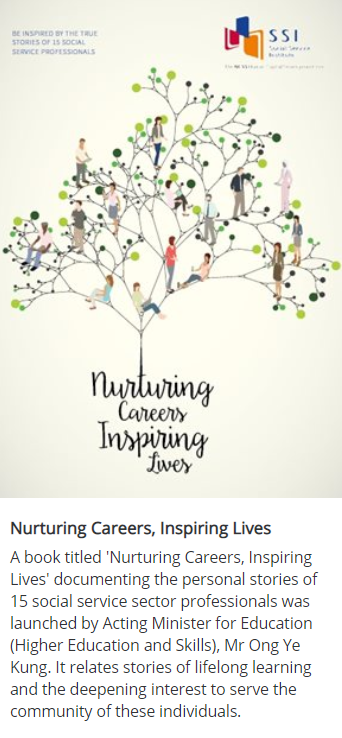 BE INSPIRED BY THE TRUE
STORIES OF 15 SOCIAL
SERVICE PROFESSIONALS
SSI
Social Service
Institute
Nurturing
Careers
Inspiring
Lives
Nurturing Careers, Inspiring Lives
A book titled 'Nurturing Careers, Inspiring
Lives' documenting the personal stories of
15 social service sector professionals was
launched by Acting Minister for Education
(Higher Education and Skills), Mr Ong Ye
Kung. It relates stories of lifelong learning
and the deepening interest to serve the
community of these individuals.